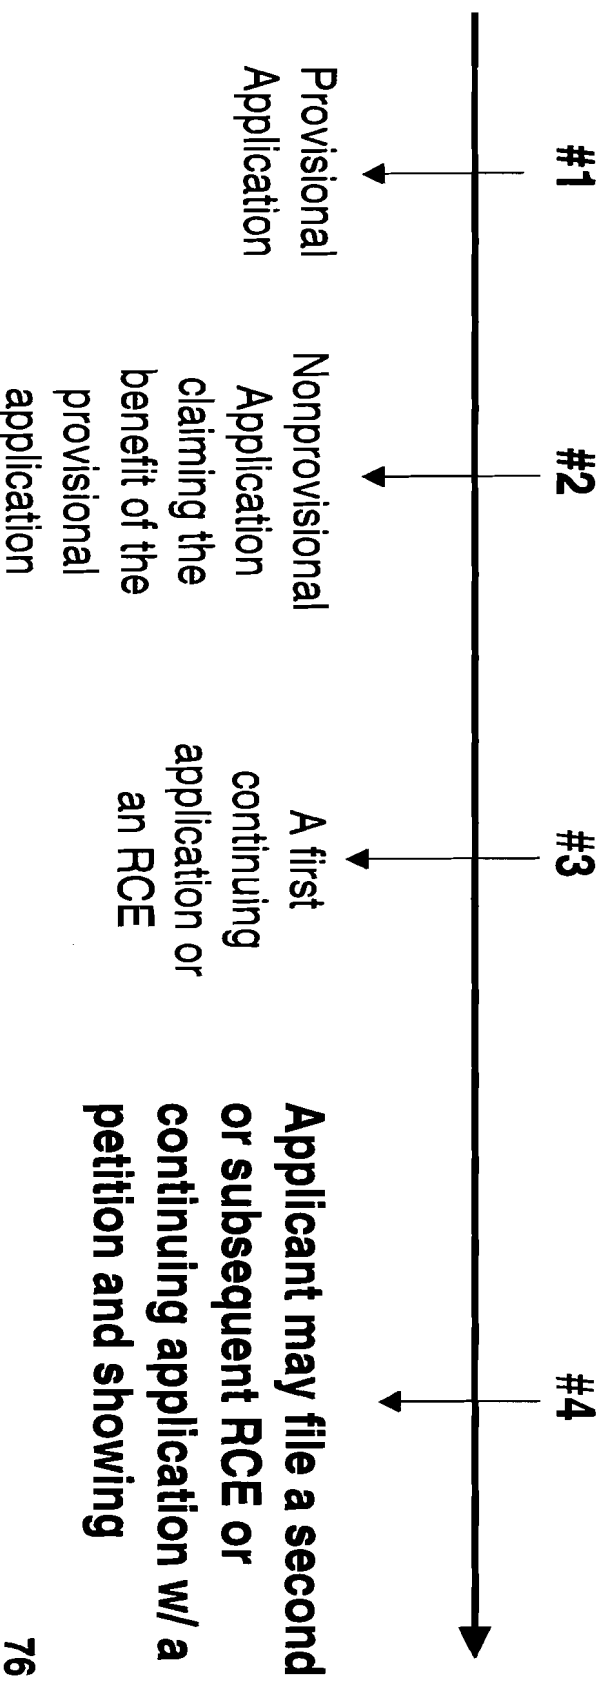 #1
#2
#3
#4
Provisional
Application
Nonprovisional
Application
claiming the
benefit of the
provisional
application
A first
continuing
application or
an RCE
Applicant may file a second
or subsequent RCE or
continuing application w/ a
petition and showing
76